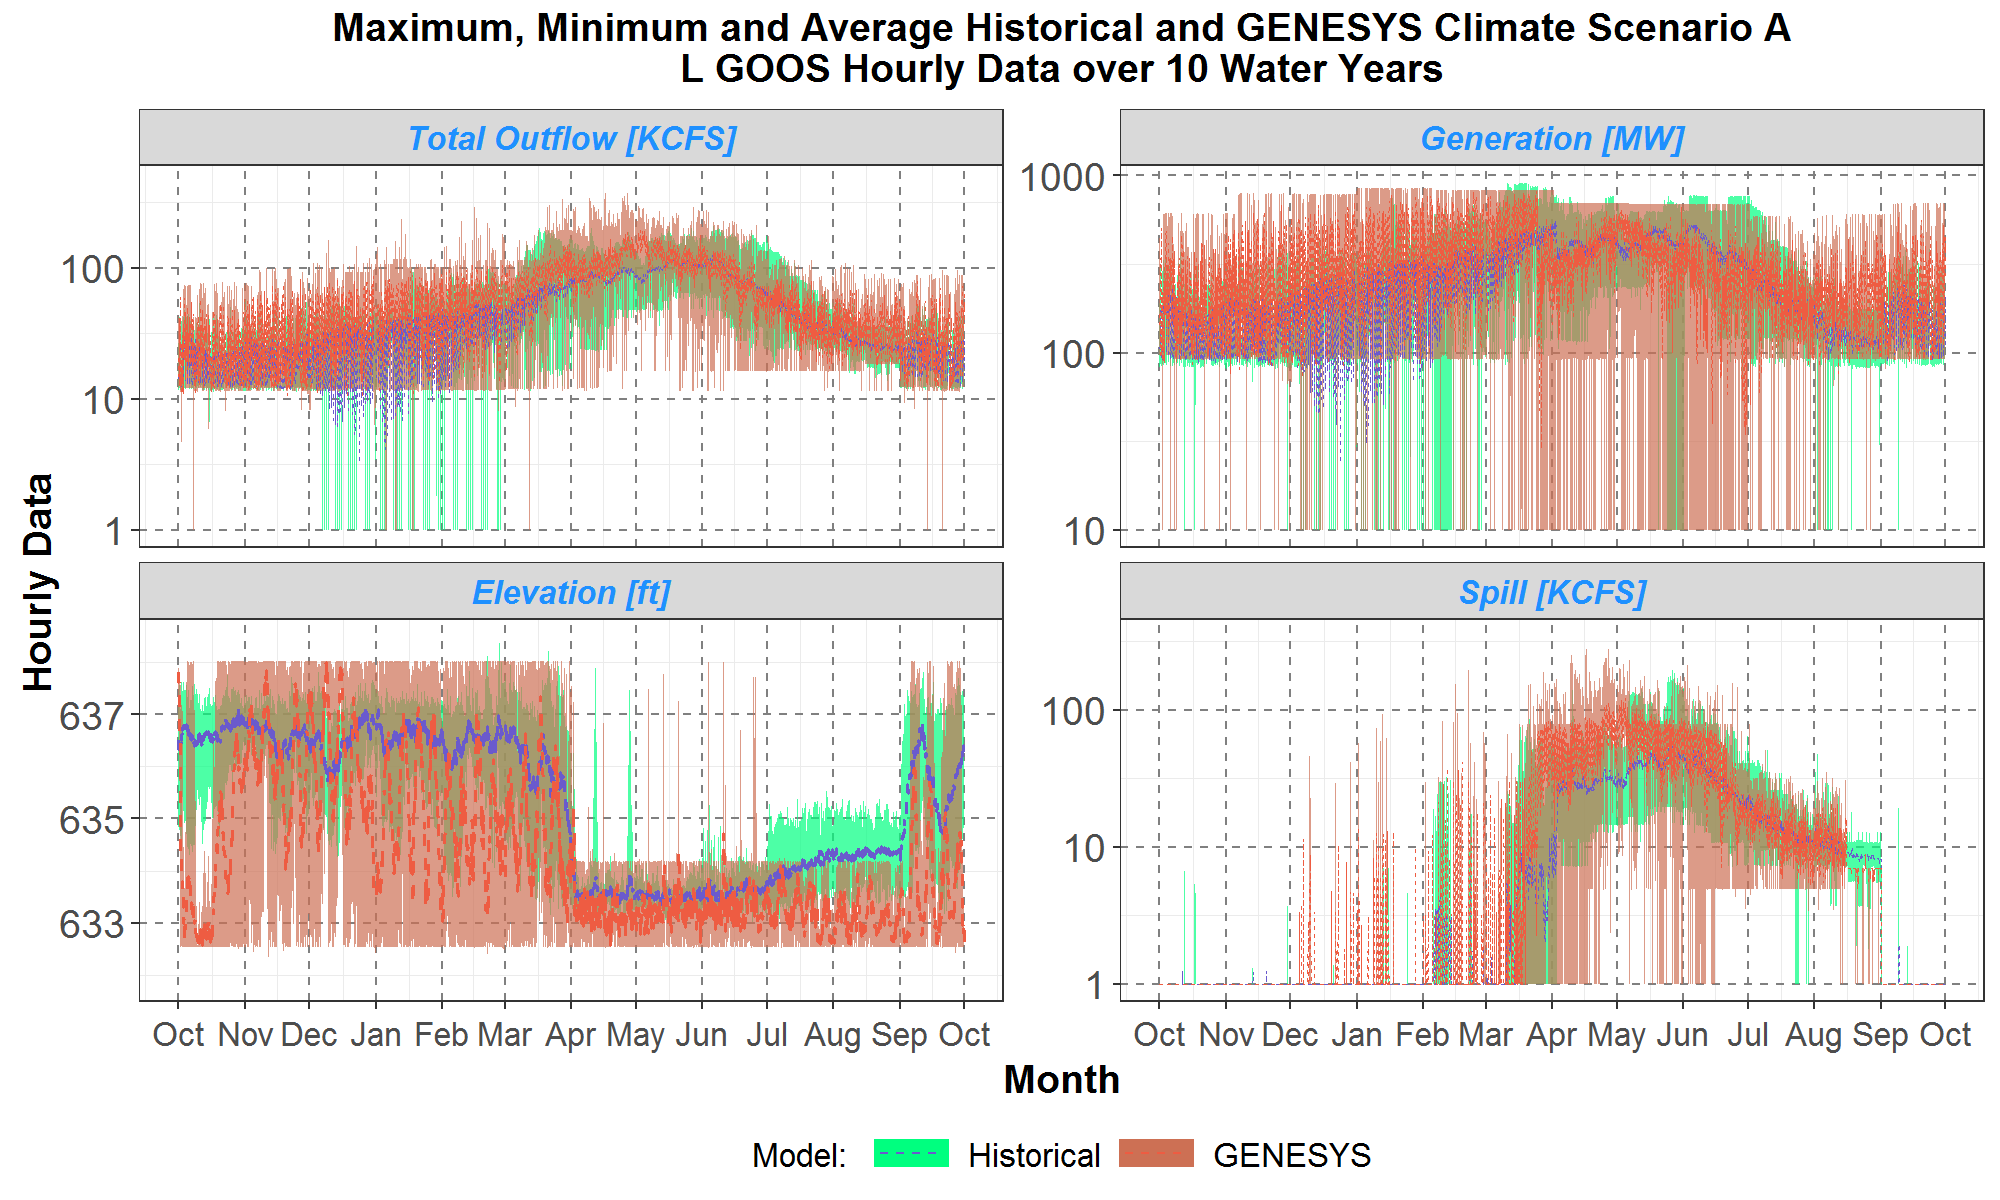 Maximum, Minimum and Average Historical and GENESYS Climate Scenario A
L GOOS Hourly Data over 10 Water Years
Total Outflow [KCFS]
100
10
1
Generation [MW]
1000
100
10
Elevation [ft]
637
635
633
Oct Nov Dec Jan Feb Mar Apr May Jun Jul Aug Sep Oct
Spill [KCFS]
100
10
1
Oct Nov Dec Jan Feb Mar Apr May Jun Jul Aug Sep Oct
Hourly Data
Month
Model: Historical GENESYS